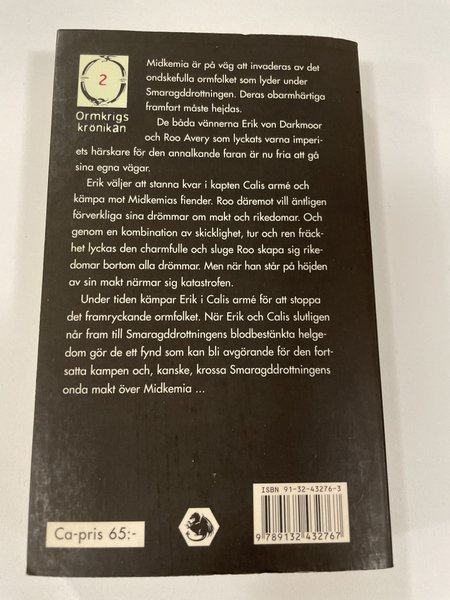 2
Ormkrigs
krönikan
Midkemia är på väg att invaderas av det
ondskefulla ormfolket som lyder under
Smaragddrottningen. Deras obarmhärtiga
framfart måste hejdas.
De båda vännerna Erik von Darkmoor
och Roo Avery som lyckats varna imperi-
ets härskare för den annalkande faran är nu fria att gå
sina egna vägar.
Erik väljer att stanna kvar i kapten Calis armé och
kämpa mot Midkemias fiender. Roo däremot vill äntligen
förverkliga sina drömmar om makt och rikedomar. Och
genom en kombination av skicklighet, tur och ren fräck-
het lyckas den charmfulle och sluge Roo skapa sig rike-
domar bortom alla drömmar. Men när han står på höjden
av sin makt närmar sig katastrofen.
Under tiden kämpar Erik i Calis armé för att stoppa
det framryckande ormfolket. När Erik och Calis slutligen
når fram till Smaragddrottningens blodbestänkta helge-
dom gör de ett fynd som kan bli avgörande för den fort-
satta kampen och, kanske, krossa Smaragddrottningens
onda makt över Midkemia ...
Ca-pris 65:-
ISBN 91-32-43276-3
9 789132 432767